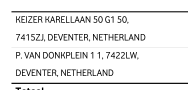 KEIZER KARELLAAN 50 G1 50,
7415ZJ, DEVENTER, NETHERLAND
P. VAN DONKPLEIN 1 1, 7422LW,
DEVENTER, NETHERLAND